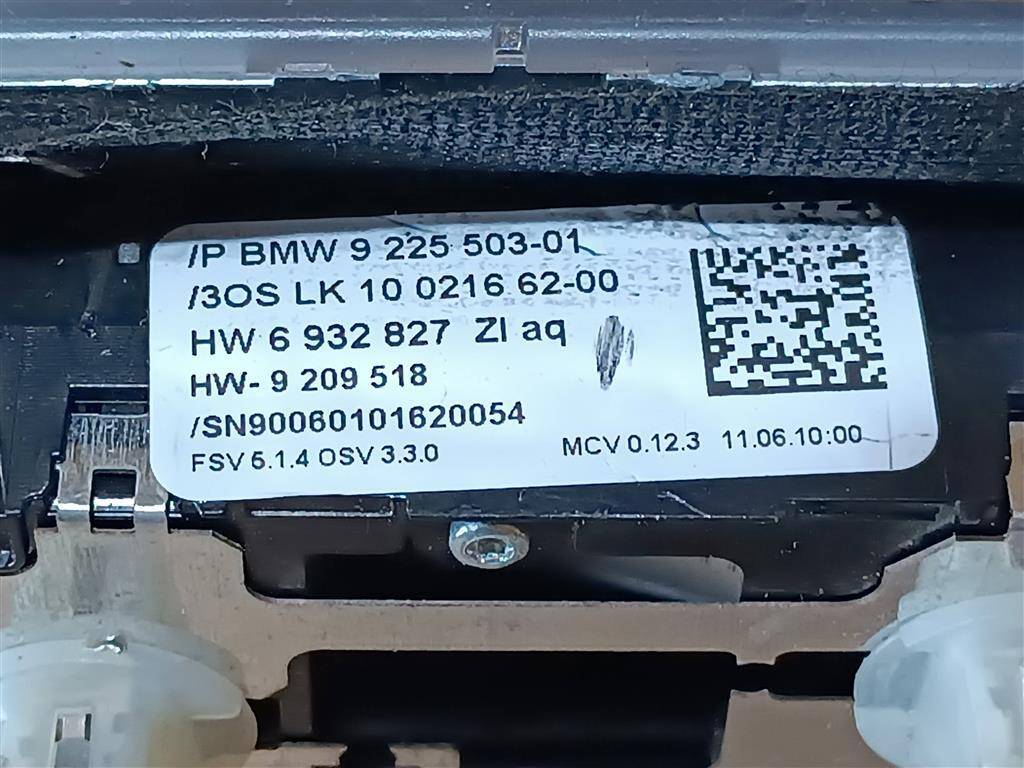 /P BMW 9 225 503-01
/3OS LK 10 0216 62-00
HW 6 932 827 ZI aq
HW- 9 209 518
/SN90060101620054
FSV 5.1.4 OSV 3.3.0
MCV 0.12.3 11.06.10:00